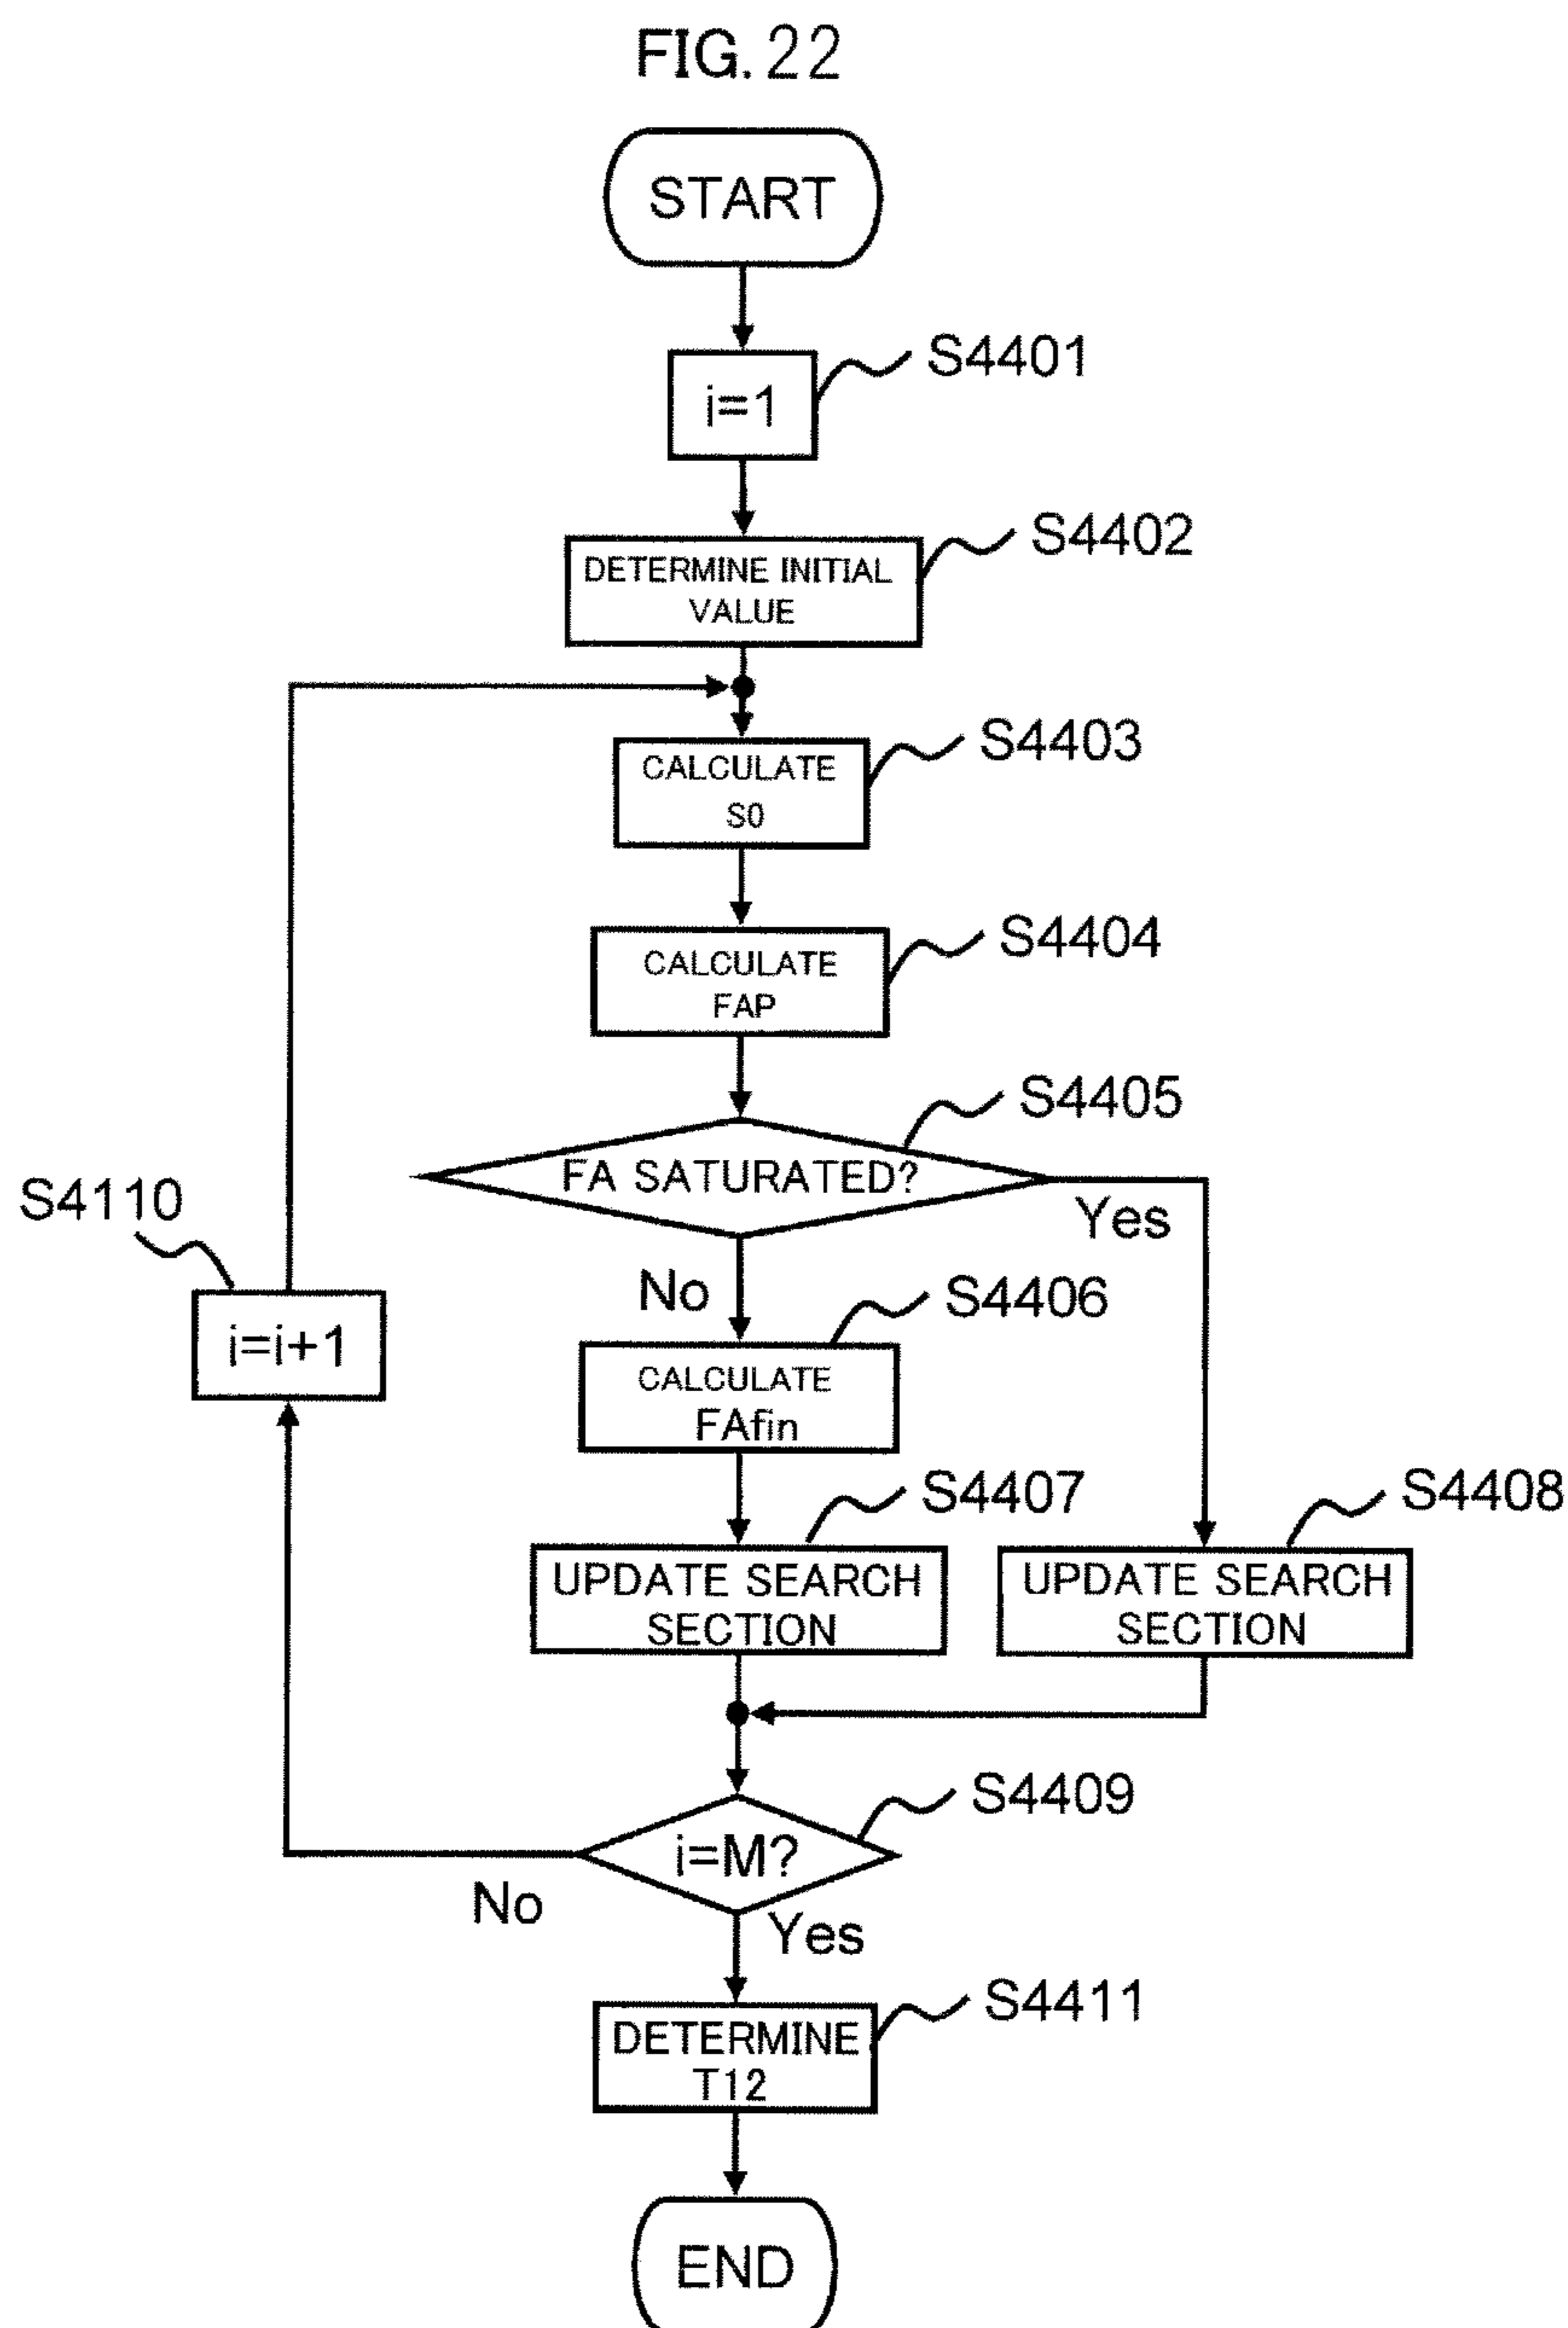 FIG. 22
START
S4401
i=1
S4402
DETERMINE INITIAL
VALUE
S4403
CALCULATE
S0
S4404
CALCULATE
FAP
S4405
FA SATURATED?
Yes
No
S4110
i=i+1
S4406
CALCULATE
FAfin
S4407
UPDATE SEARCH
SECTION
S4408
UPDATE SEARCH
SECTION
S4409
i=M?
No
Yes
S4411
DETERMINE
T12
END